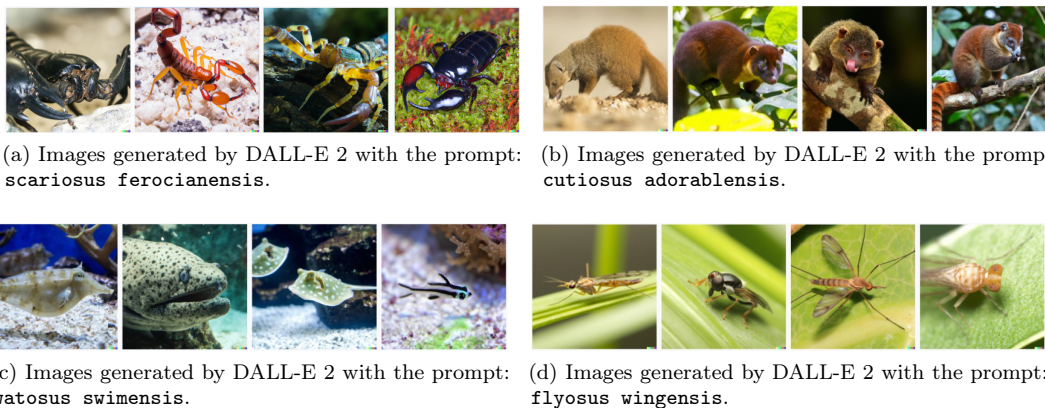 (a) Images generated by DALL-E 2 with the prompt:
scariosus ferocianensis.
(b) Images generated by DALL-E 2 with the promp
cutiosus adorablensis.
c) Images generated by DALL-E 2 with the prompt:
watosus swimensis.
(d) Images generated by DALL-E 2 with the prompt:
flyosus wingensis.